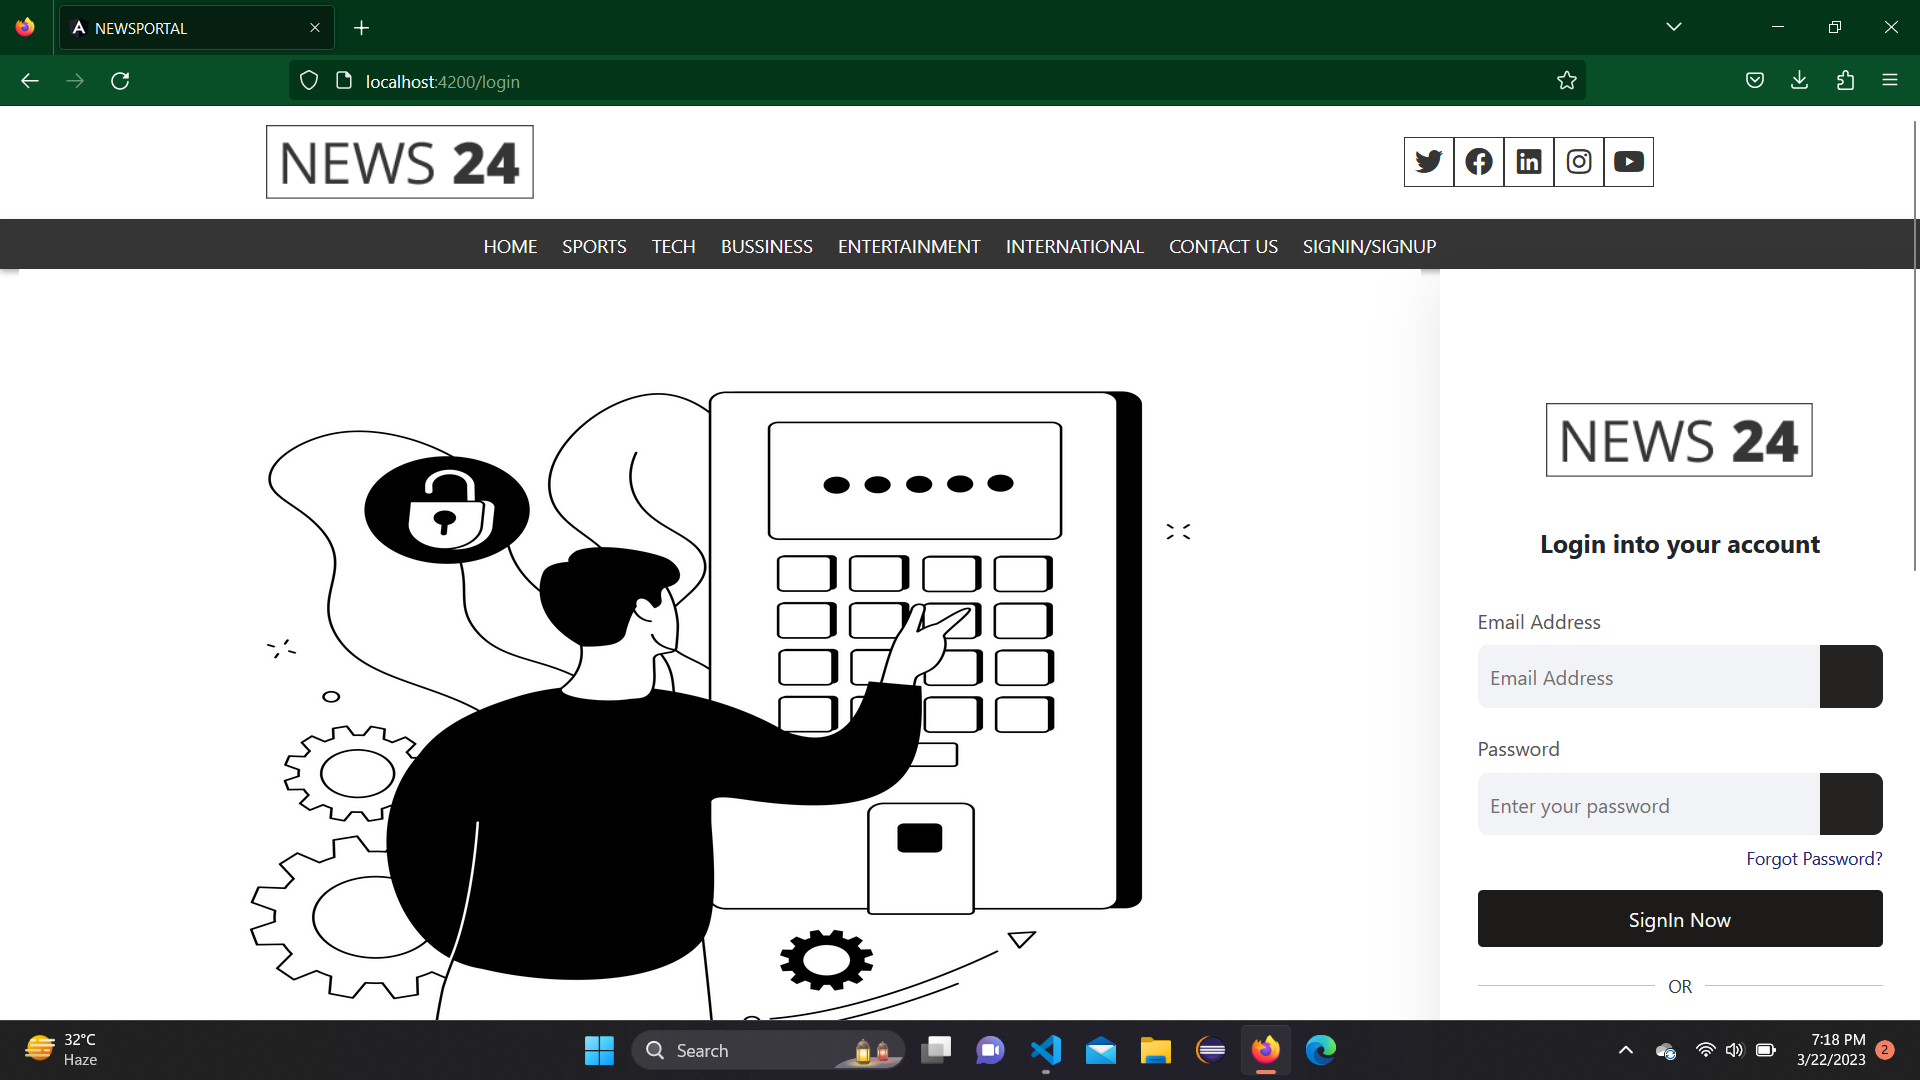 NEWSPORTAL
localhost:4200/login
NEWS 24
HOME SPORTS TECH BUSSINESS ENTERTAINMENT INTERNATIONAL CONTACT US SIGNIN/SIGNUP
NEWS 24
Login into your account
Email Address
Email Address
Password
Enter your password
Forgot Password?
SignIn Now
OR
32°C
Haze
Search
7:18 PM
3/22/2023
2